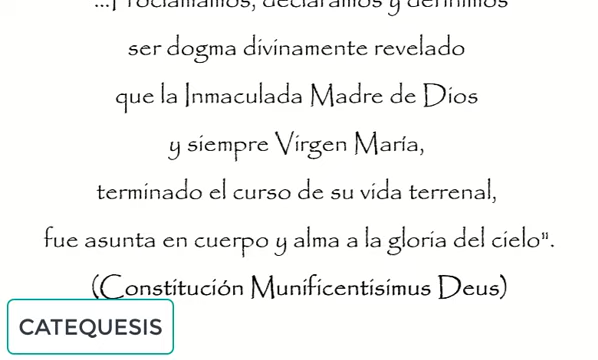 ...Proclamamos, declaramos y definimos
ser dogma divinamente revelado
que la Inmaculada Madre de Dios
y siempre Virgen María,
terminado el curso de su vida terrenal,
fue asunta en cuerpo y alma a la gloria del cielo".
(Constitución Munificentisimus Deus)
CATEQUESIS